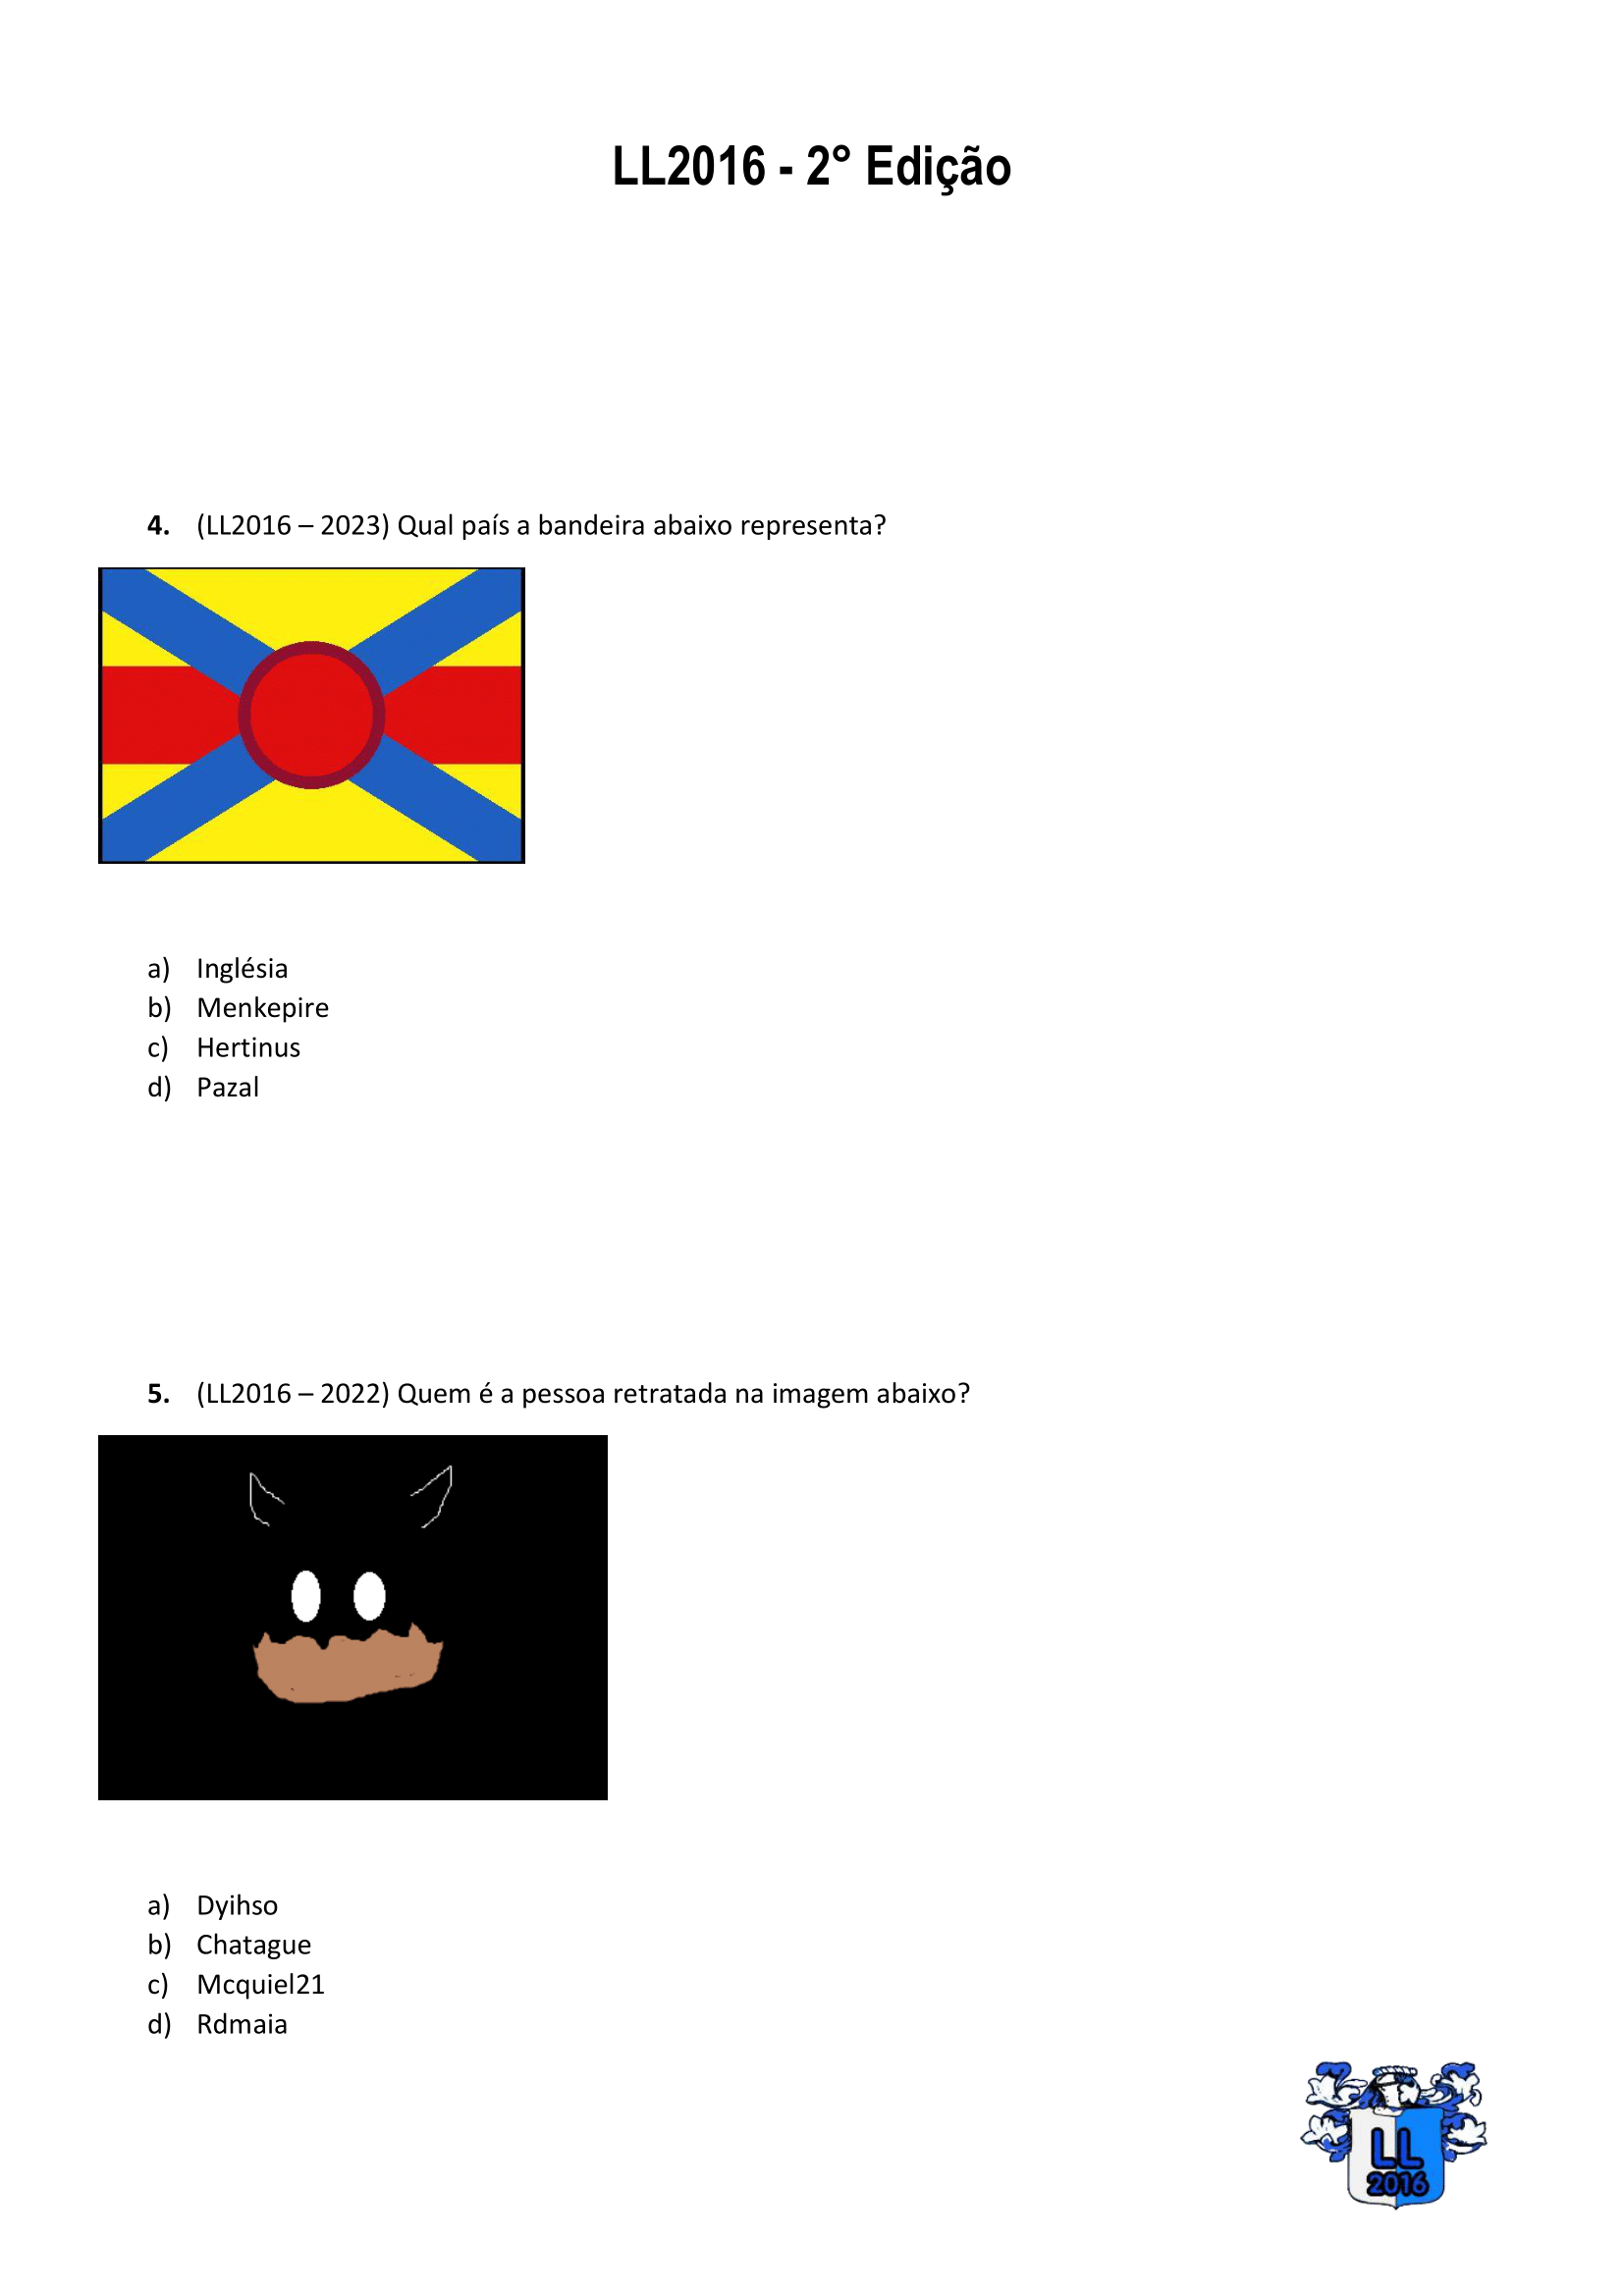 LL2016 - 2° Edição
4. (LL2016 – 2023) Qual país a bandeira abaixo representa?
a) Inglésia
b) Menkepire
c) Hertinus
d) Pazal
5. (LL2016 – 2022) Quem é a pessoa retratada na imagem abaixo?
a) Dyihso
b) Chatague
c) Mcquiel21
d) Rdmaia
LL
2016